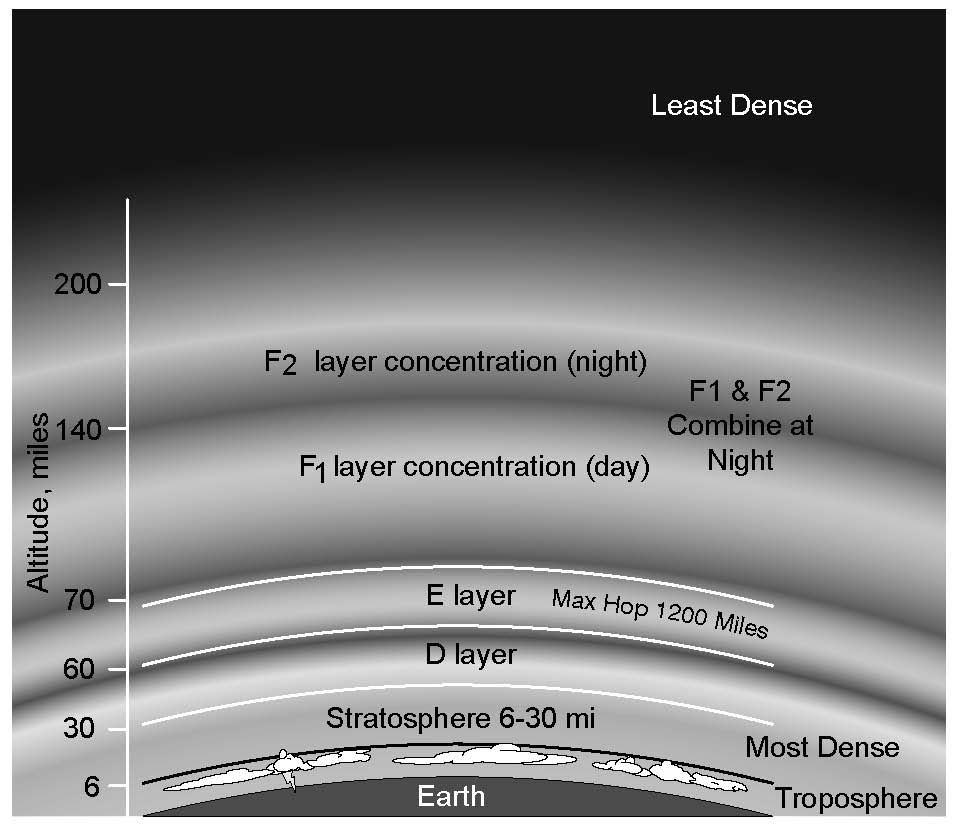 Least Dense
200
F2 layer concentration (night)
F1 & F2
Combine at
Night
140
Altitude, miles
F1 layer concentration (day)
70
E layer
Max Hop 1200 Miles
60
D layer
30
Stratosphere 6-30 mi
Most Dense
6
Earth
Troposphere